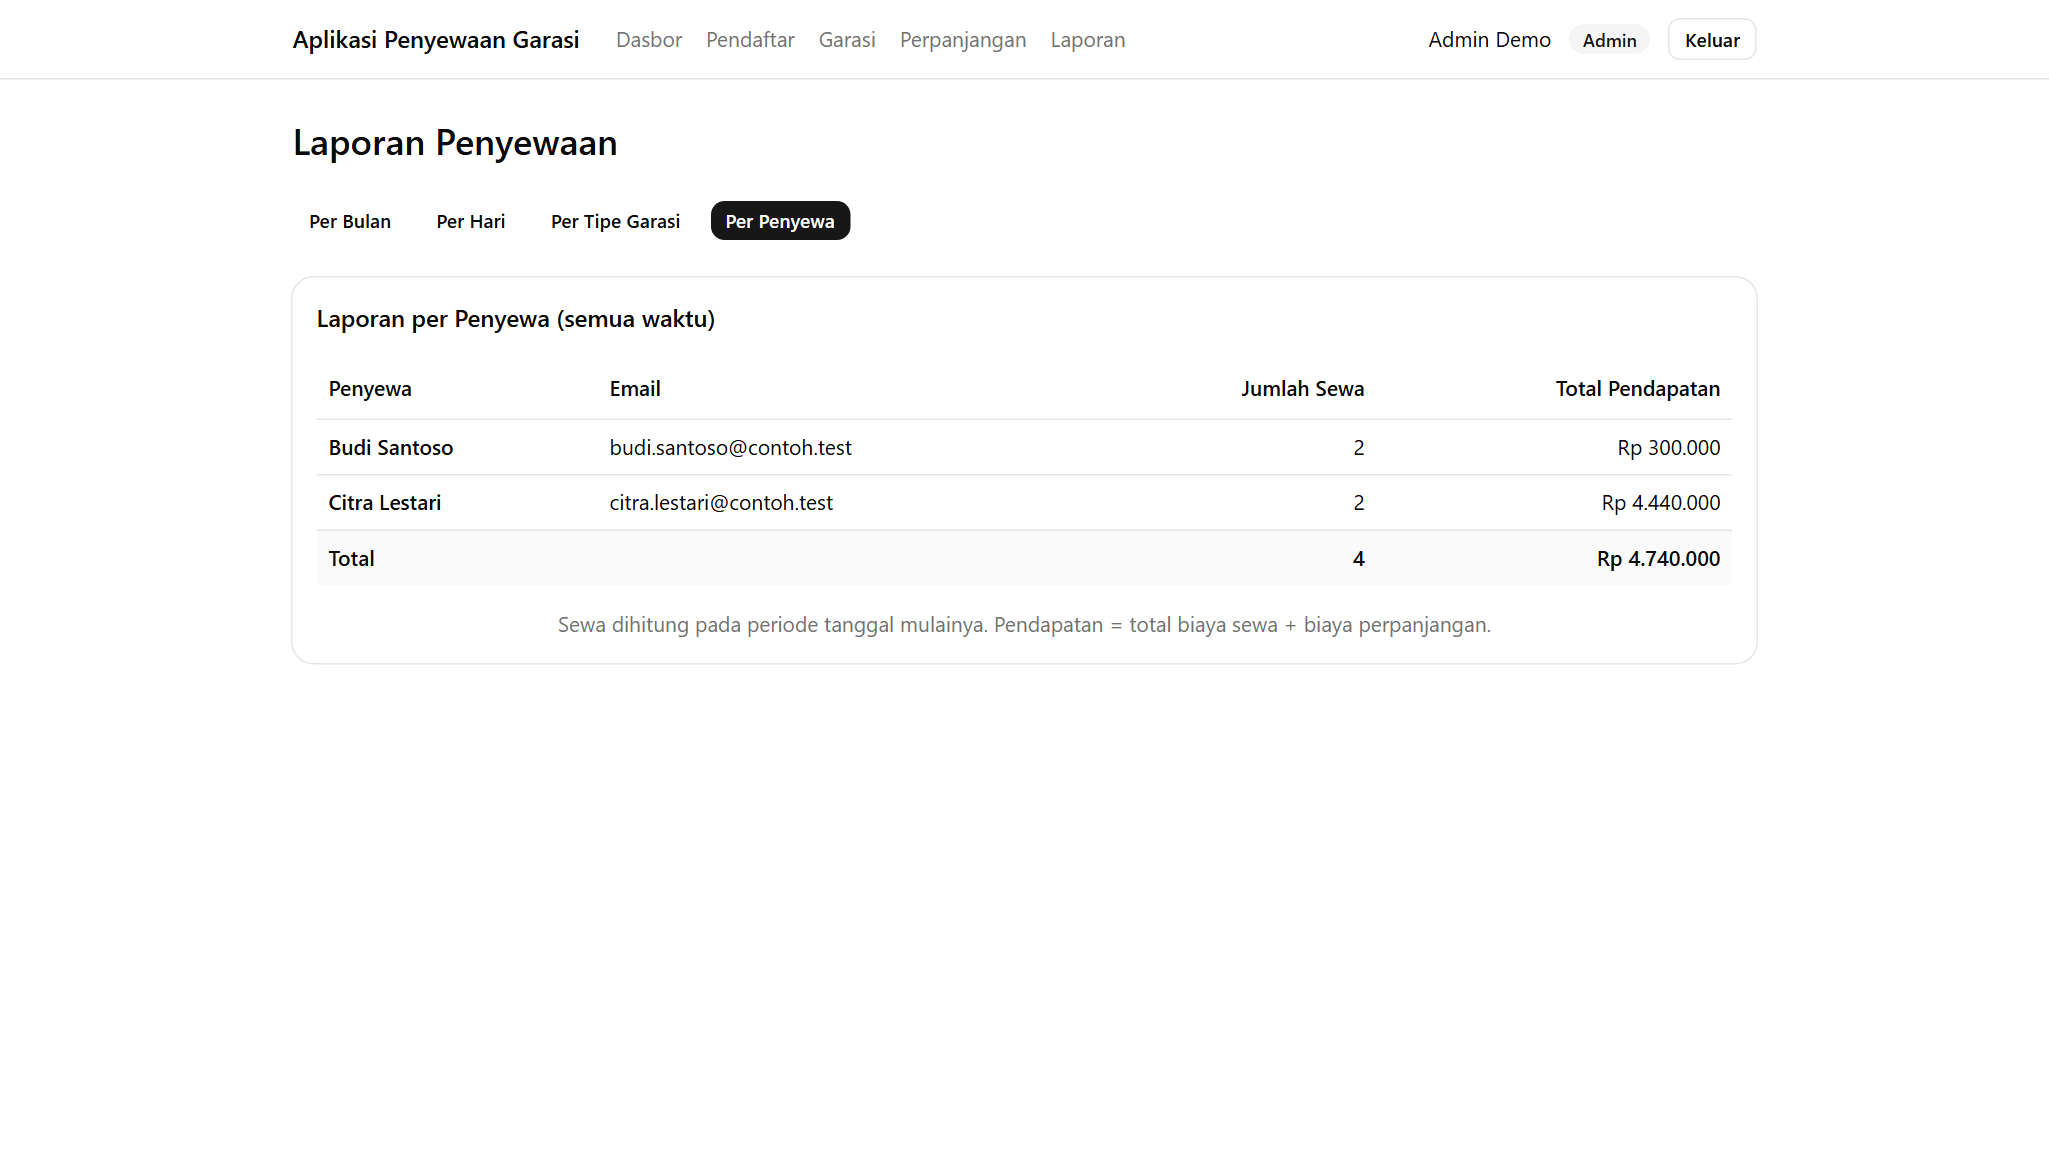 Aplikasi Penyewaan Garasi Dasbor Pendaftar Garasi Perpanjangan Laporan Admin Demo Admin Keluar
Laporan Penyewaan
Per Bulan Per Hari Per Tipe Garasi Per Penyewa
Laporan per Penyewa (semua waktu)
Penyewa Email Jumlah Sewa Total Pendapatan
Budi Santoso budi.santoso@contoh.test 2 Rp 300.000
Citra Lestari citra.lestari@contoh.test 2 Rp 4.440.000
Total 4 Rp 4.740.000
Sewa dihitung pada periode tanggal mulainya. Pendapatan = total biaya sewa + biaya perpanjangan.